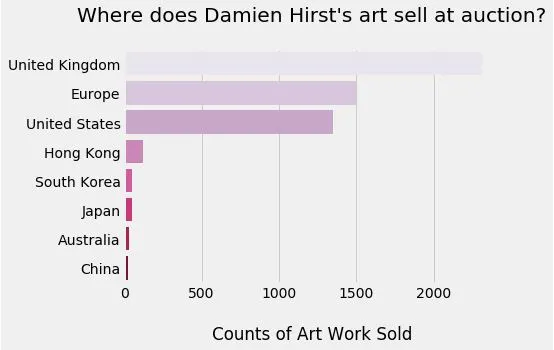 Where does Damien Hirst's art sell at auction?
United Kingdom
Europe
United States
Hong Kong
South Korea
Japan
Australia
China
0 500 1000 1500 2000
Counts of Art Work Sold